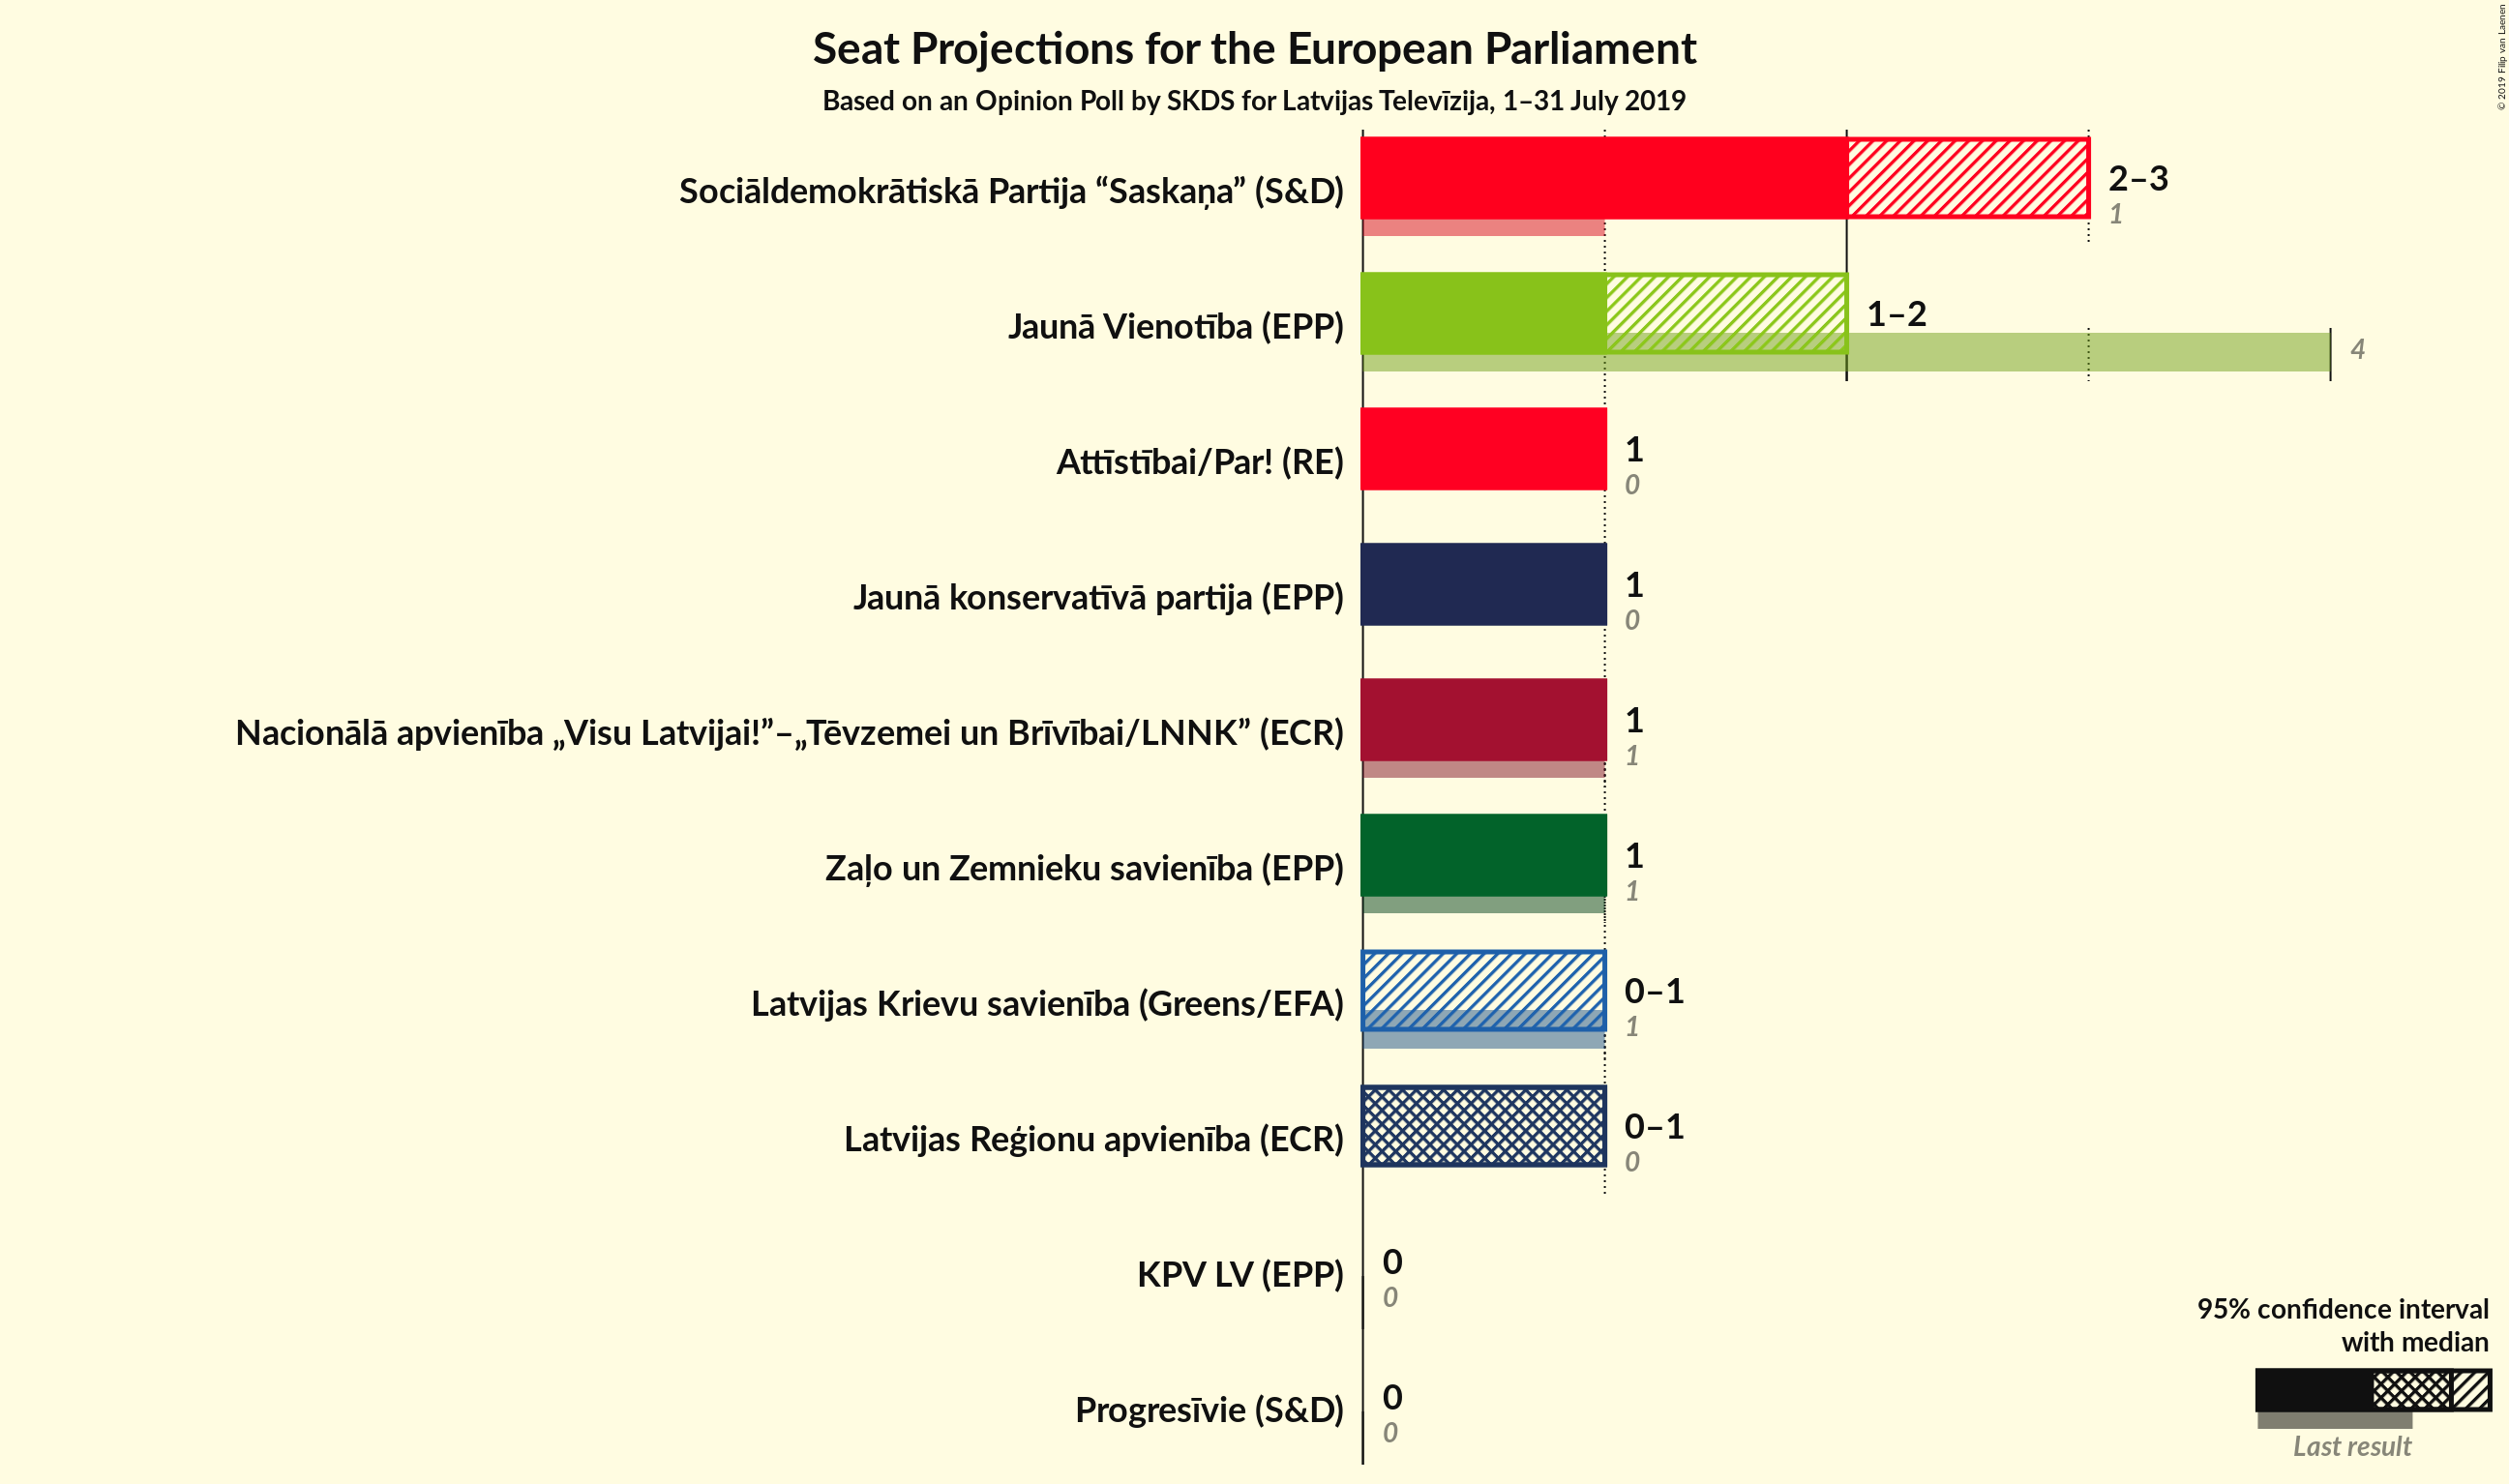 Seat Projections for the European Parliament
Based on an Opinion Poll by SKDS for Latvijas Televīzija, 1–31 July 2019
© 2019 Filip van Laenen
Sociāldemokrātiskā Partija “Saskaņa” (S&D)
2–3
1
Jaunā Vienotība (EPP)
1–2
4
Attīstībai/Par! (RE)
1
0
Jaunā konservatīvā partija (EPP)
1
0
Nacionālā apvienība „Visu Latvijai!”–„Tēvzemei un Brīvībai/LNNK” (ECR)
1
1
Zaļo un Zemnieku savienība (EPP)
1
1
Latvijas Krievu savienība (Greens/EFA)
0–1
1
Latvijas Reģionu apvienība (ECR)
0–1
0
KPV LV (EPP)
0
0
Progresīvie (S&D)
0
0
95% confidence interval
with median
Last result